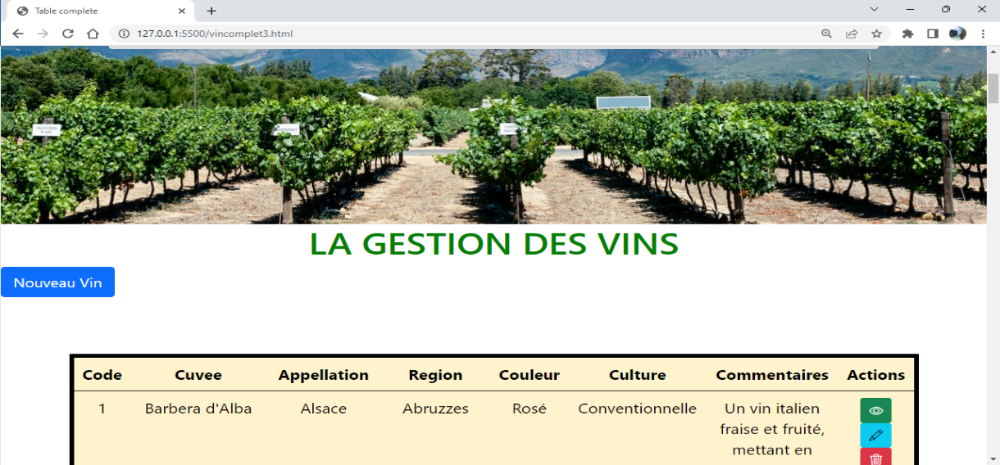 Table complete
127.0.0.1:5500/vincomplet3.html
SAUVIGNON BLANC
LA GESTION DES VINS
Nouveau Vin
Code Cuvee Appellation Region Couleur Culture Commentaires Actions
1 Barbera d'Alba Alsace Abruzzes Rosé Conventionnelle Un vin italien
fraise et fruité,
mettant en